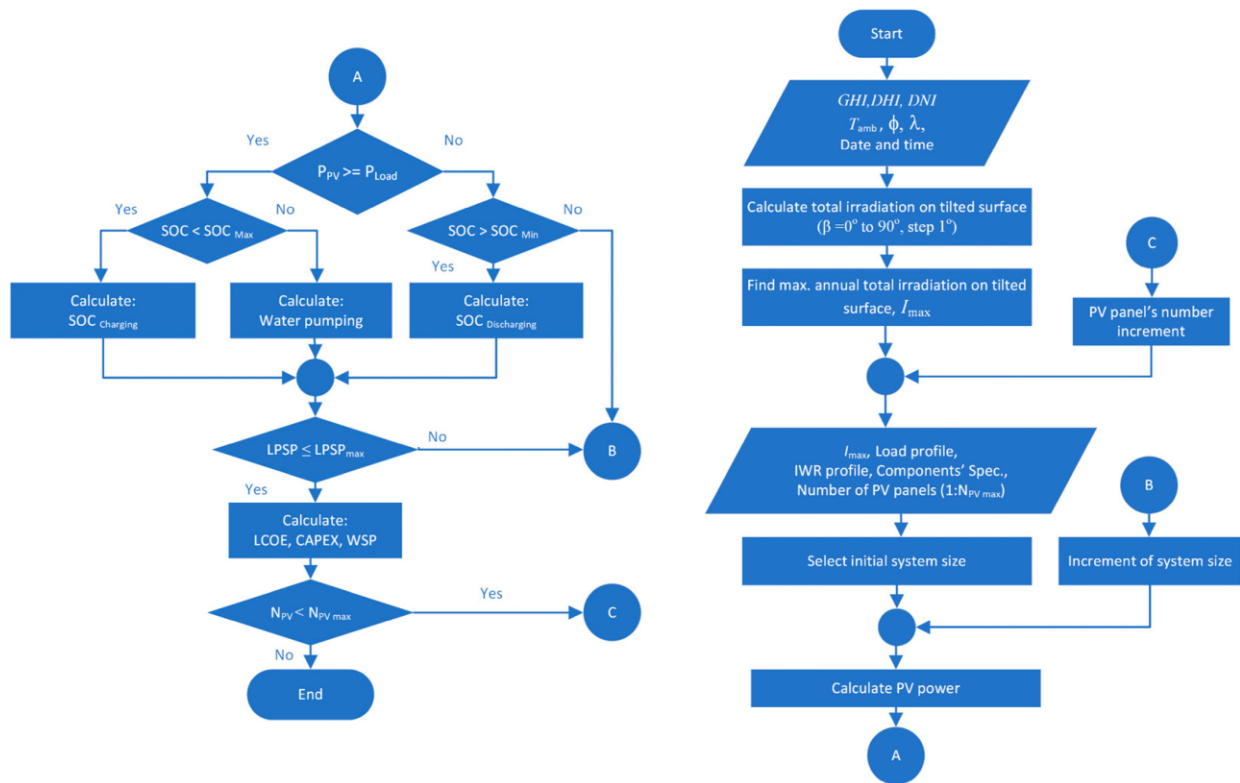 A
Yes
No
P PV >= P Load
Yes
No
No
SOC < SOC Max
SOC > SOC Min
Yes
Calculate:
SOC Charging
Calculate:
Water pumping
Calculate:
SOC Discharging
LPSP ≤ LPSPmax
No
B
Yes
Calculate:
LCOE, CAPEX, WSP
NPV < NPV max
Yes
C
No
End
Start
GHI,DHI, DNI
Tamb, ϕ, λ,
Date and time
Calculate total irradiation on tilted surface
(β =0° to 90°, step 1°)
Find max. annual total irradiation on tilted
surface, Imax
C
PV panel’s number
increment
Imax, Load profile,
IWR profile, Components’ Spec.,
Number of PV panels (1:NPV max)
B
Select initial system size
Increment of system size
Calculate PV power
A